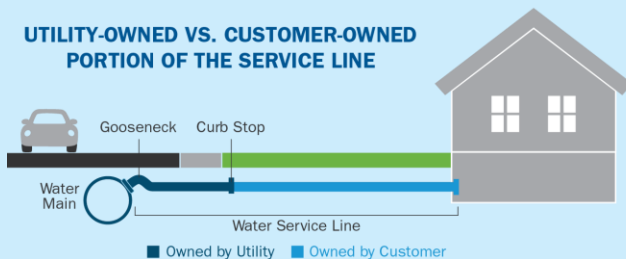 UTILITY-OWNED VS. CUSTOMER-OWNED
PORTION OF THE SERVICE LINE
Gooseneck
Curb Stop
Water
Main
Water Service Line
Owned by Utility
Owned by Customer